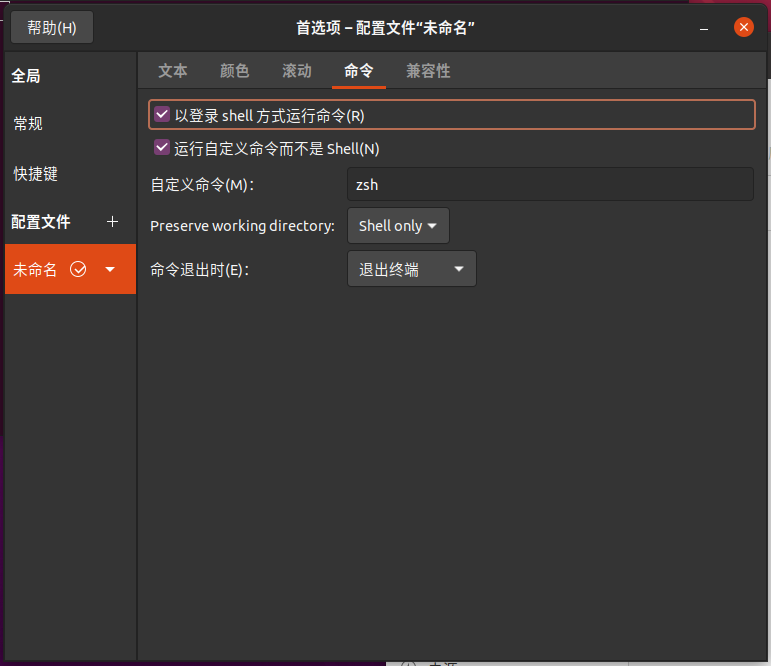 帮助(H)
首选项 – 配置文件“未命名”
全局
常规
快捷键
配置文件
未命名
文本 颜色 滚动 命令 兼容性
以登录 shell 方式运行命令(R)
运行自定义命令而不是 Shell(N)
自定义命令(M)： zsh
Preserve working directory: Shell only
命令退出时(E)： 退出终端